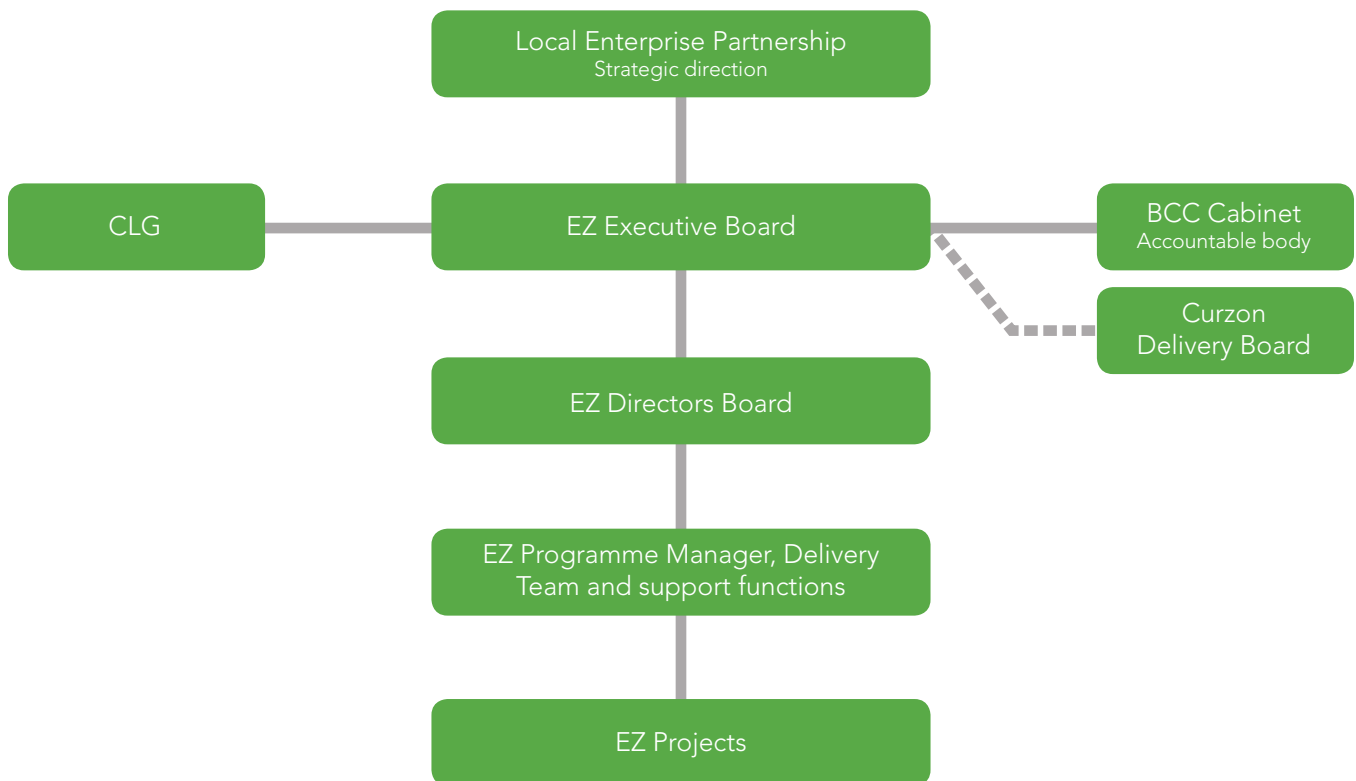 Local Enterprise Partnership
Strategic direction
CLG
EZ Executive Board
BCC Cabinet
Accountable body
Curzon
Delivery Board
EZ Directors Board
EZ Programme Manager, Delivery
Team and support functions
EZ Projects